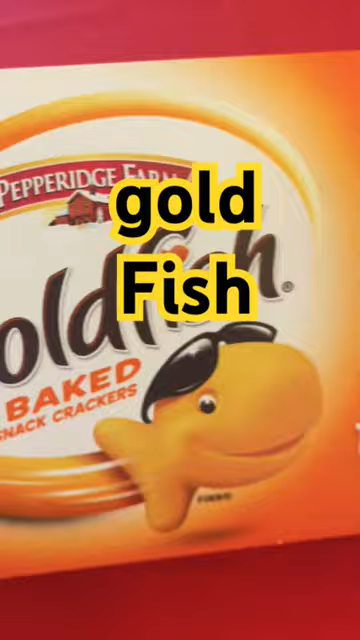 PEPPERIDGE FARM
gold
Fish
oldfish®
BAKED
SNACK CRACKERS